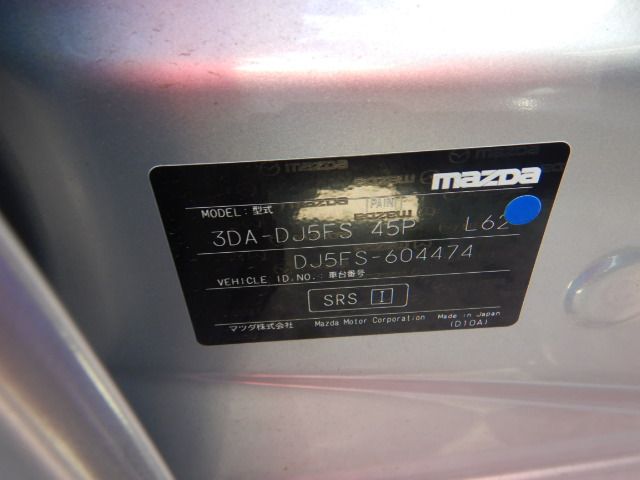 mazda
MODEL:型式 PAINT
3DA-DJ5FS 45P L62
DJ5FS-604474
VEHICLE ID.NO.:車台番号
SRS I
マツダ株式会社 Mazda Motor Corporation Made in Japan
(D10A)